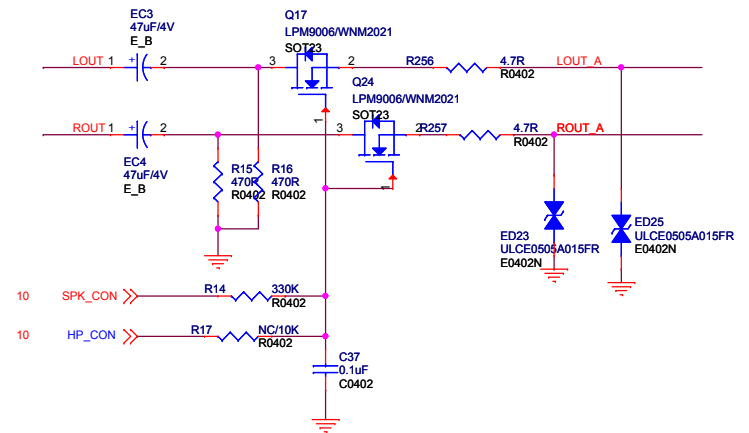 EC3
47uF/4V
E_B
Q17
LPM9006/WNM2021
SOT23
LOUT 1
+
2
3
2
R256
4.7R
R0402
LOUT_A
1
Q24
LPM9006/WNM2021
SOT23
ROUT 1
+
2
3
2
R257
4.7R
R0402
ROUT_A
1
EC4
47uF/4V
E_B
R15
470R
R0402
R16
470R
R0402
ED23
ULCE0505A015FR
E0402N
ED25
ULCE0505A015FR
E0402N
10 SPK_CON
R14
330K
R0402
10 HP_CON
R17
NC/10K
R0402
C37
0.1uF
C0402